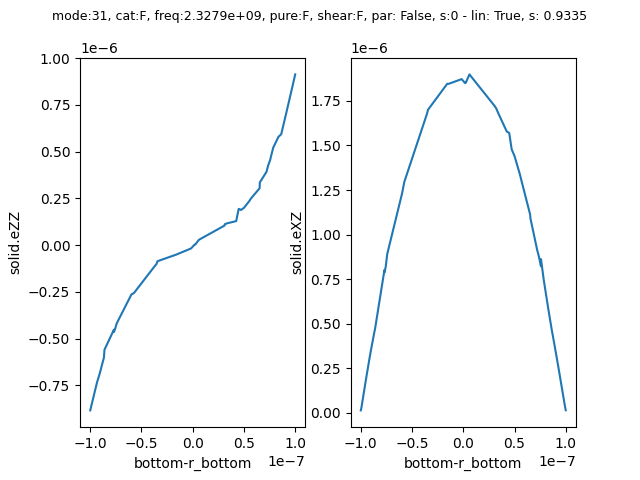 mode:31, cat:F, freq:2.3279e+09, pure:F, shear:F, par: False, s:0 - lin: True, s: 0.9335
1e−6
1.00
0.75
0.50
0.25
0.00
−0.25
−0.50
−0.75
solid.eZZ
−1.0 −0.5 0.0 0.5 1.0
bottom-r_bottom 1e−7
1e−6
1.75
1.50
1.25
1.00
0.75
0.50
0.25
0.00
solid.eXZ
−1.0 −0.5 0.0 0.5 1.0
bottom-r_bottom 1e−7